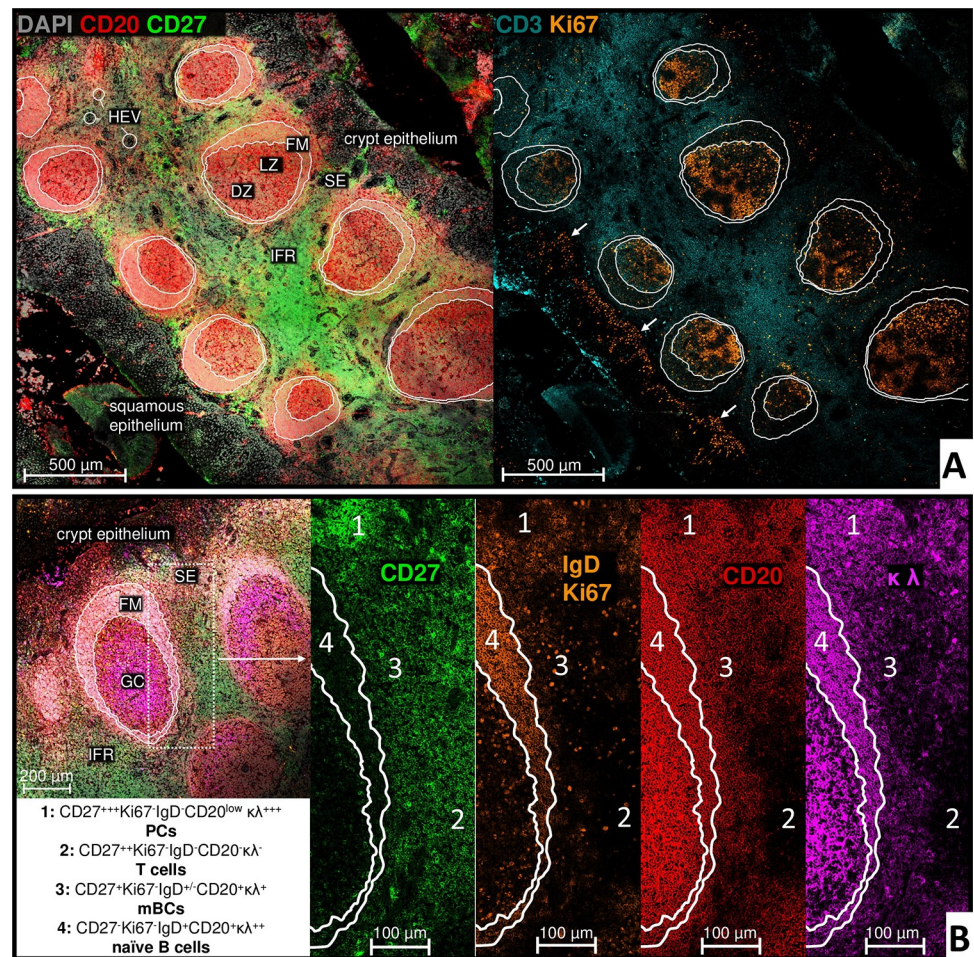 DAPI CD20 CD27
CD3 Ki67
HEV
crypt epithelium
FM
LZ
SE
DZ
IFR
squamous
epithelium
500 µm
500 µm
A
crypt epithelium
SE
FM
GC
IFR
200 µm
1
CD27
4
3
2
100 µm
1
IgD
Ki67
4
3
2
100 µm
1
CD20
4
3
2
100 µm
1
κ λ
4
3
2
100 µm
1: CD27+++Ki67-IgD-CD20low κλ+++
PCs
2: CD27++Ki67-IgD-CD20-κλ-
T cells
3: CD27+Ki67-IgD+/-CD20+κλ+
mBCs
4: CD27-Ki67-IgD+CD20+κλ++
naïve B cells
B